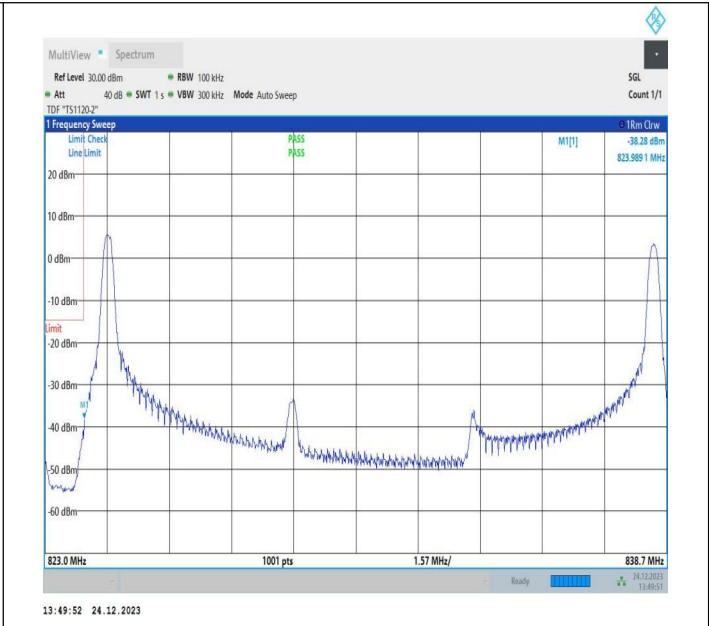 R&S
MultiView Spectrum
Ref Level 30.00 dBm RBW 100 kHz SGL
Att 40 dB SWT 1 s VBW 300 kHz Mode Auto Sweep Count 1/1
TDF "TS1120-2"
1 Frequency Sweep 1Rm Clrw
Limit Check PASS M1[1] -38.28 dBm
Line Limit PASS 823.989 1 MHz
20 dBm
10 dBm
0 dBm
-10 dBm
Limit
-20 dBm
-30 dBm
M1
-40 dBm
-50 dBm
-60 dBm
823.0 MHz 1001 pts 1.57 MHz/ 838.7 MHz
Ready 24.12.2023
13:49:51
13:49:52 24.12.2023